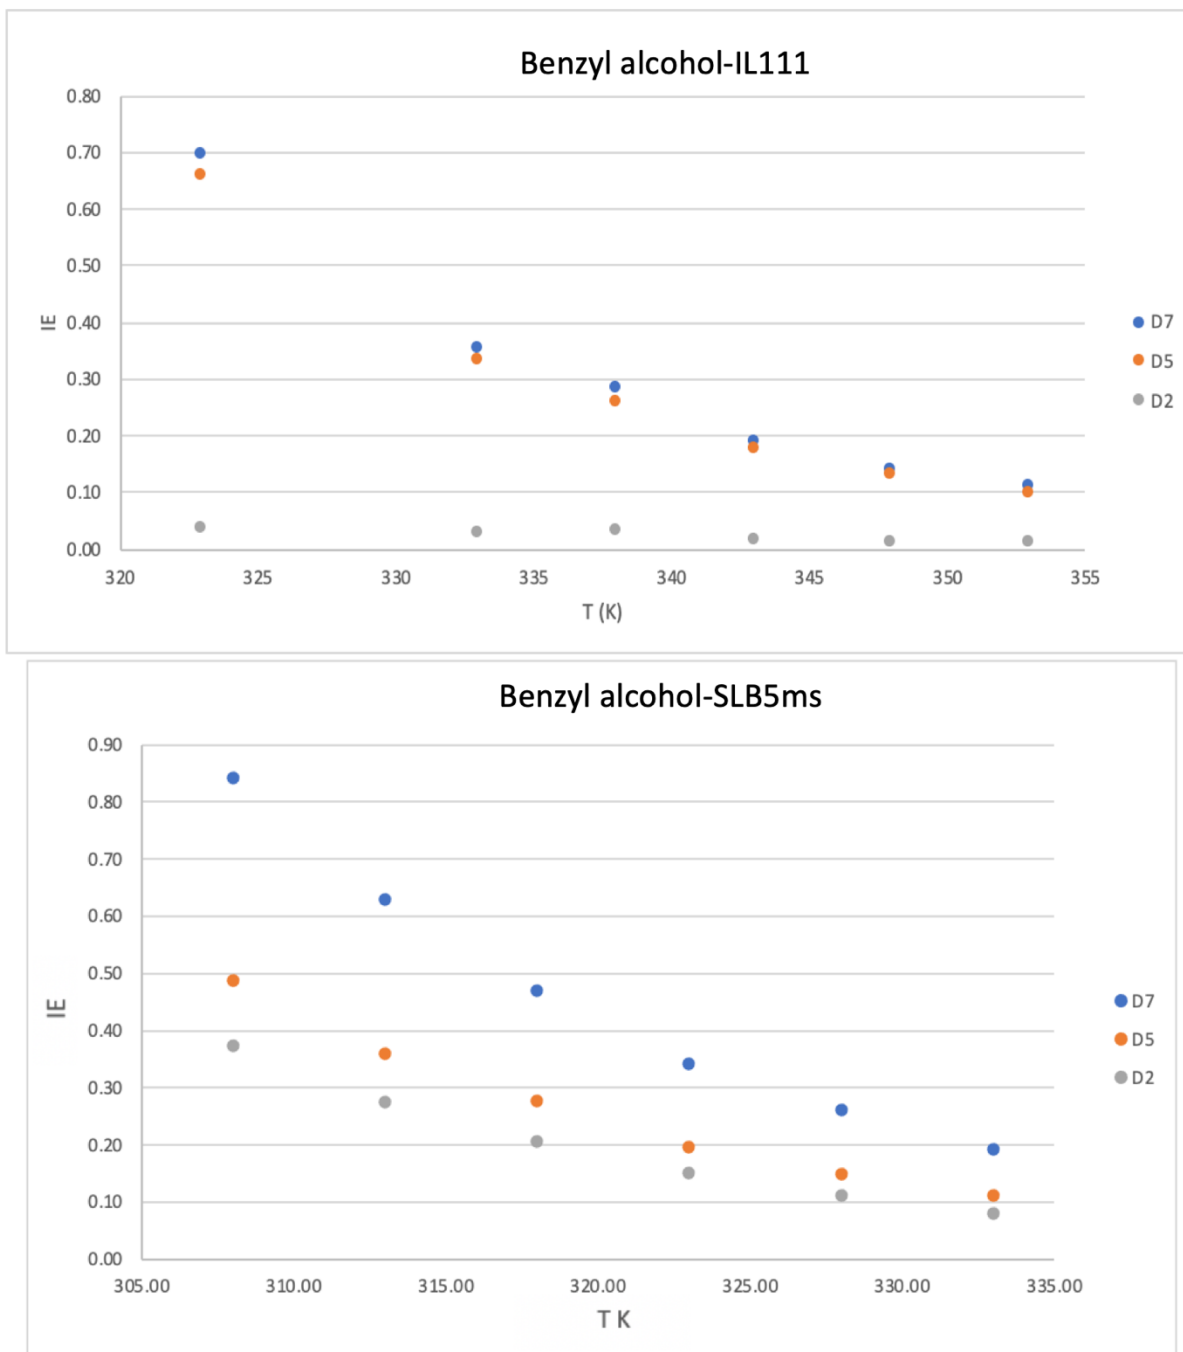 Benzyl alcohol-IL111
0.80
0.70
0.60
0.50
0.40
IE
0.30
0.20
0.10
0.00
320 325 330 335 340 345 350 355
T (K)
D7
D5
D2
Benzyl alcohol-SLB5ms
0.90
0.80
0.70
0.60
0.50
IE
0.40
0.30
0.20
0.10
0.00
305.00 310.00 315.00 320.00 325.00 330.00 335.00
T K
D7
D5
D2